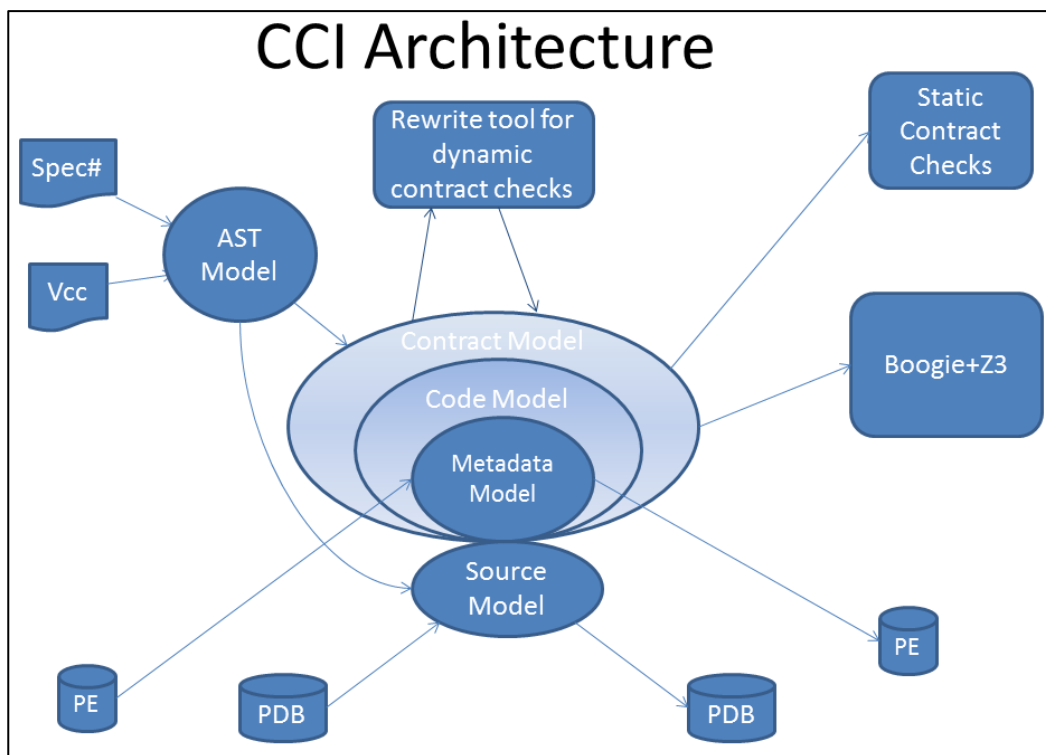 CCI Architecture
Rewrite tool for
dynamic
contract checks
Static
Contract
Checks
Spec#
AST
Model
Vcc
Contract Model
Boogie+Z3
Code Model
Metadata
Model
Source
Model
PE
PDB
PDB
PE